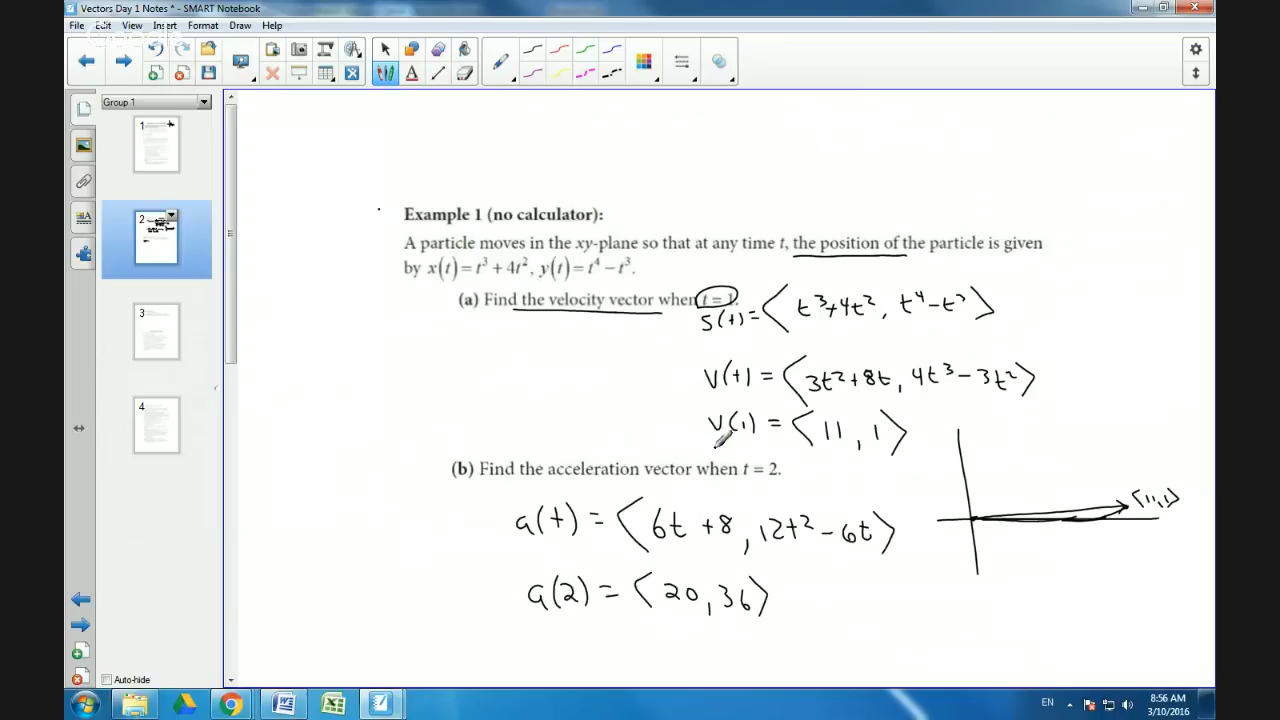 Vectors Day 1 Notes * - SMART Notebook
File Edit View Insert Format Draw Help
Group 1
1
2
3
4
Example 1 (no calculator):
A particle moves in the xy-plane so that at any time t, the position of the particle is given
by x(t) = t³ + 4t², y(t) = t⁴ − t³.
(a) Find the velocity vector when t = 1.
s(t) = ⟨t³+4t², t⁴−t³⟩
v(t) = ⟨3t²+8t, 4t³−3t²⟩
v(1) = ⟨11, 1⟩
(b) Find the acceleration vector when t = 2.
⟨11,1⟩
a(t) = ⟨6t+8, 12t²−6t⟩
a(2) = ⟨20, 36⟩
Auto-hide
EN
8:56 AM
3/10/2016